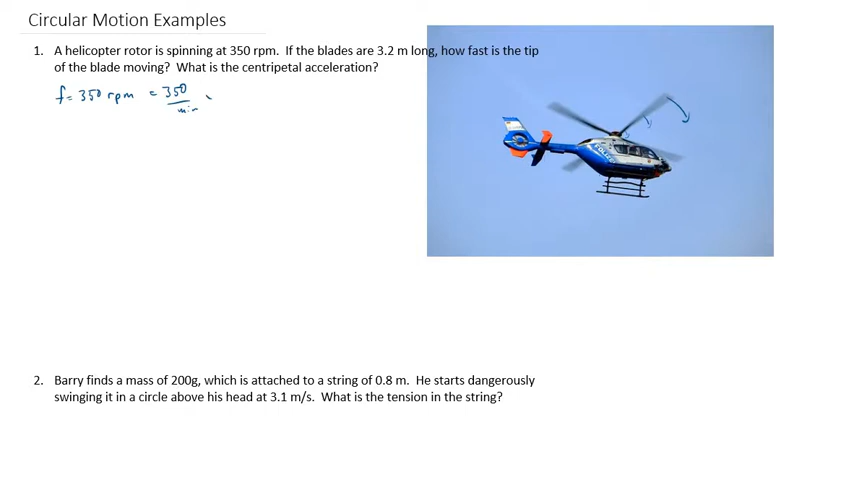 Circular Motion Examples
1. A helicopter rotor is spinning at 350 rpm. If the blades are 3.2 m long, how fast is the tip
of the blade moving? What is the centripetal acceleration?
f = 350 rpm = 350
min
2. Barry finds a mass of 200g, which is attached to a string of 0.8 m. He starts dangerously
swinging it in a circle above his head at 3.1 m/s. What is the tension in the string?